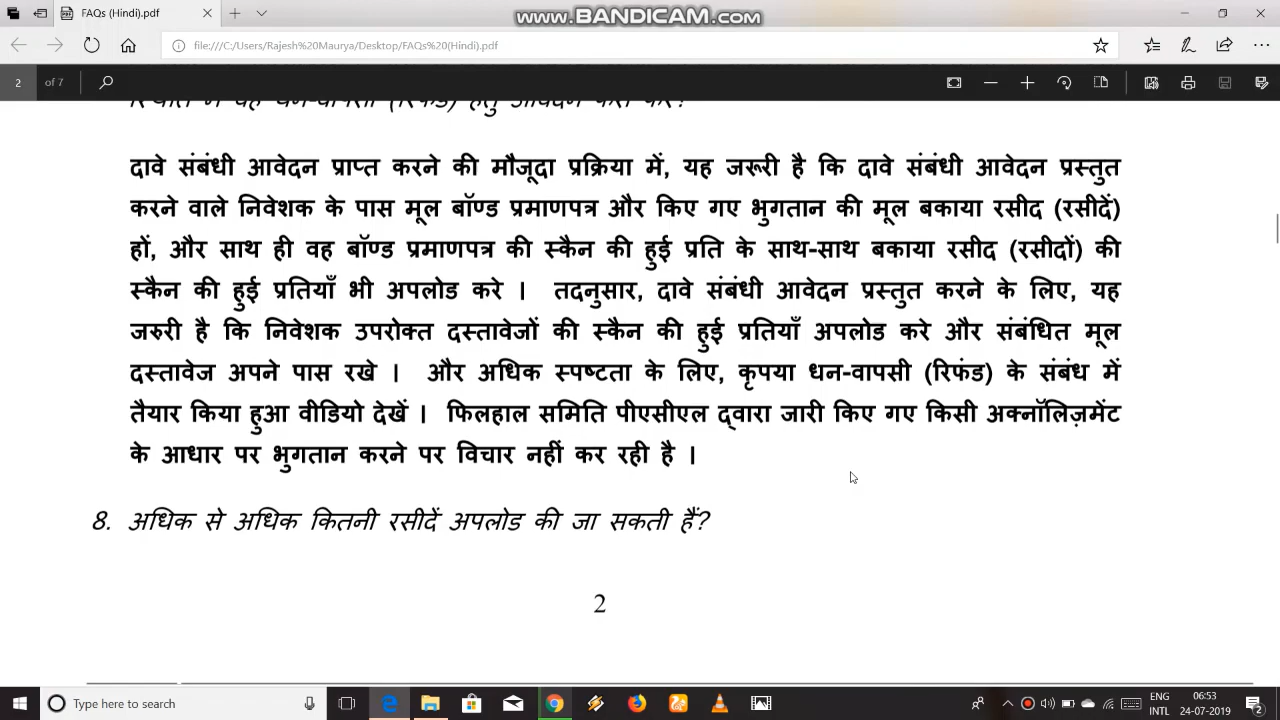 FAQs (Hindi).pdf
www.BANDICAM.com
file:///C:/Users/Rajesh%20Maurya/Desktop/FAQs%20(Hindi).pdf
2 of 7
दावे संबंधी आवेदन प्राप्त करने की मौजूदा प्रक्रिया में, यह जरूरी है कि दावे संबंधी आवेदन प्रस्तुत
करने वाले निवेशक के पास मूल बॉण्ड प्रमाणपत्र और किए गए भुगतान की मूल बकाया रसीद (रसीदें)
हों, और साथ ही वह बॉण्ड प्रमाणपत्र की स्कैन की हुई प्रति के साथ-साथ बकाया रसीद (रसीदों) की
स्कैन की हुई प्रतियाँ भी अपलोड करे । तदनुसार, दावे संबंधी आवेदन प्रस्तुत करने के लिए, यह
जरुरी है कि निवेशक उपरोक्त दस्तावेजों की स्कैन की हुई प्रतियाँ अपलोड करे और संबंधित मूल
दस्तावेज अपने पास रखे । और अधिक स्पष्टता के लिए, कृपया धन-वापसी (रिफंड) के संबंध में
तैयार किया हुआ वीडियो देखें । फिलहाल समिति पीएसीएल द्वारा जारी किए गए किसी अक्नॉलिज़मेंट
के आधार पर भुगतान करने पर विचार नहीं कर रही है ।
8. अधिक से अधिक कितनी रसीदें अपलोड की जा सकती हैं?
2
Type here to search
ENG 06:53
INTL 24-07-2019